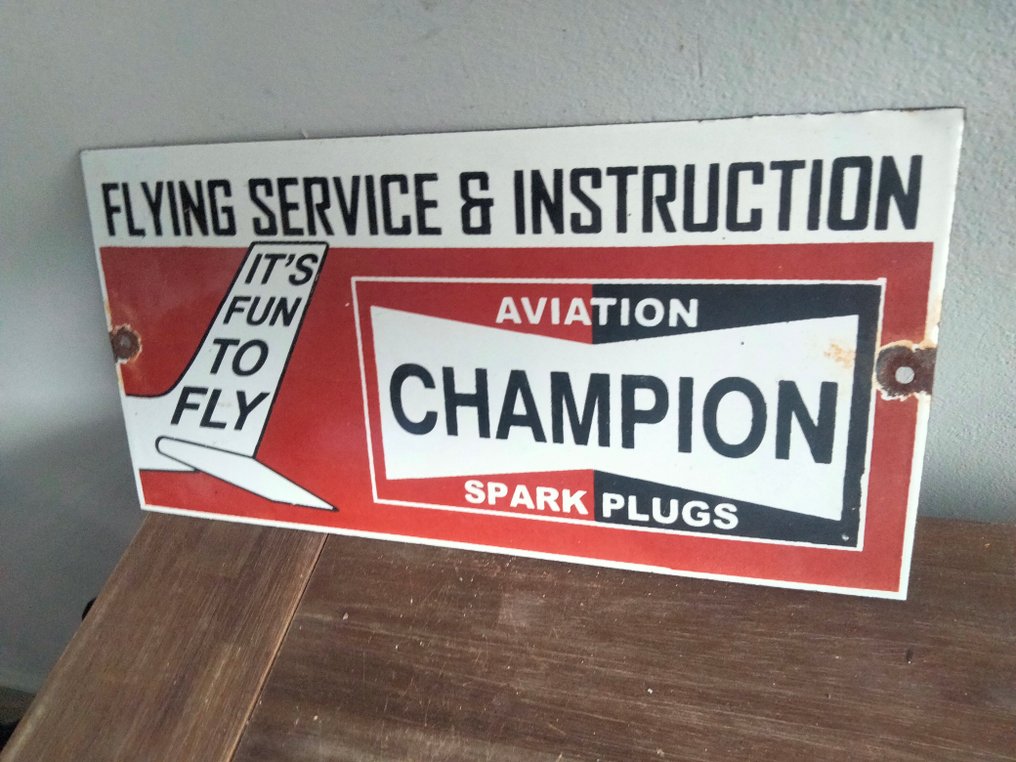 FLYING SERVICE & INSTRUCTION
IT'S
FUN
TO
FLY
AVIATION
CHAMPION
SPARK PLUGS